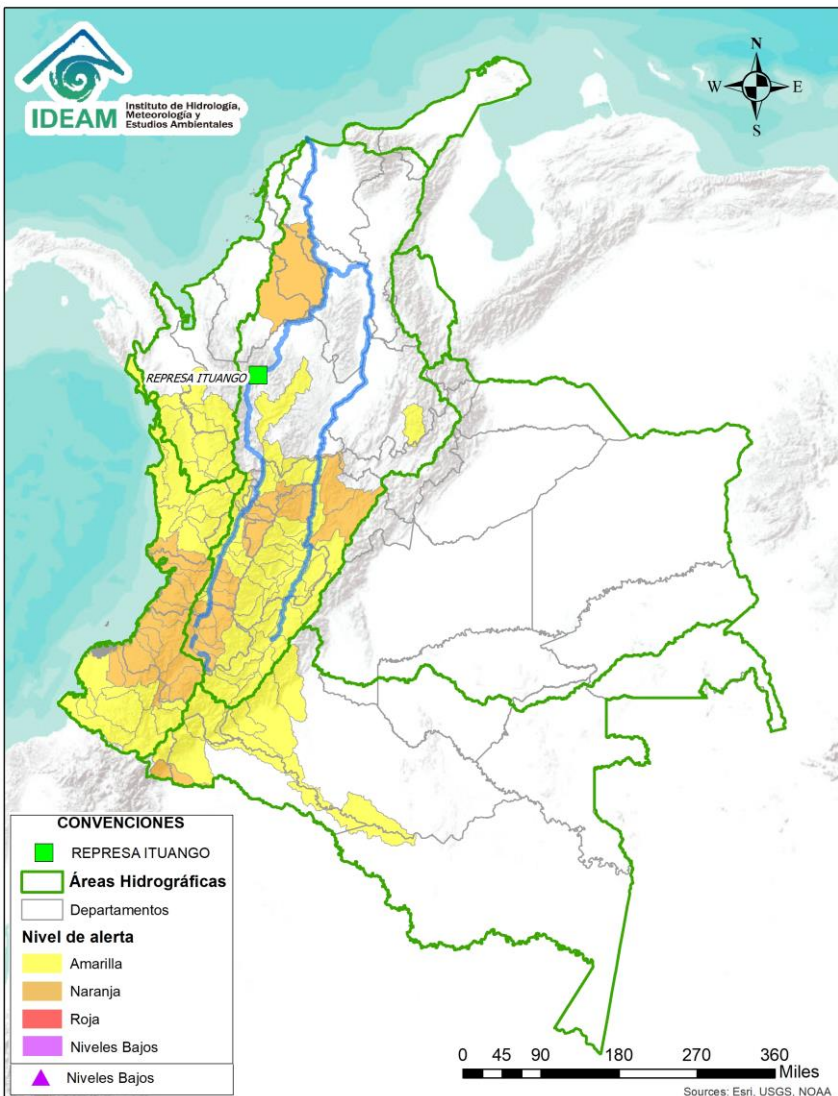 IDEAM
Instituto de Hidrología,
Meteorología y
Estudios Ambientales
N
W
E
S
REPRESA ITUANGO
CONVENCIONES
REPRESA ITUANGO
Áreas Hidrográficas
Departamentos
Nivel de alerta
Amarilla
Naranja
Roja
Niveles Bajos
Niveles Bajos
0 45 90 180 270 360
Miles
Sources: Esri, USGS, NOAA